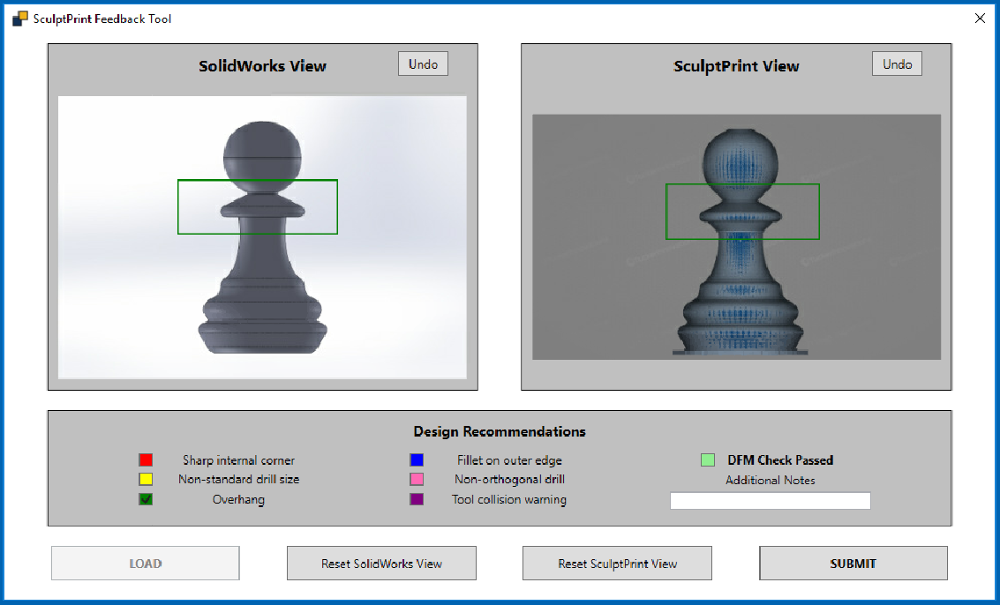 SculptPrint Feedback Tool
SolidWorks View
Undo
SculptPrint View
Undo
Design Recommendations
Sharp internal corner
Fillet on outer edge
DFM Check Passed
Non-standard drill size
Non-orthogonal drill
Additional Notes
Overhang
Tool collision warning
LOAD
Reset SolidWorks View
Reset SculptPrint View
SUBMIT